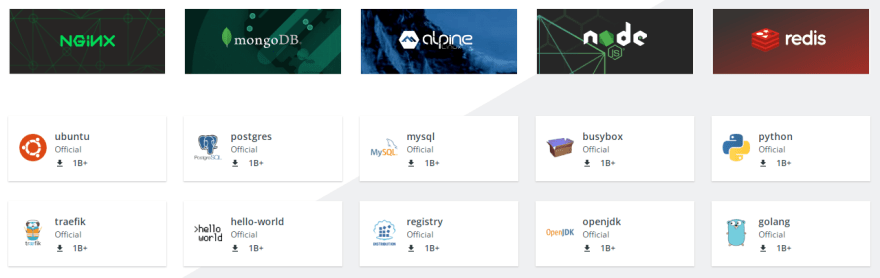 NGINX
mongoDB.
alpine
node
JS
redis
ubuntu
Official
1B+
PostgreSQL
postgres
Official
1B+
MySQL
mysql
Official
1B+
busybox
Official
1B+
python
Official
1B+
træfik
traefik
Official
1B+
>hello
world
hello-world
Official
1B+
DISTRIBUTION
registry
Official
1B+
OpenJDK
openjdk
Official
1B+
golang
Official
1B+